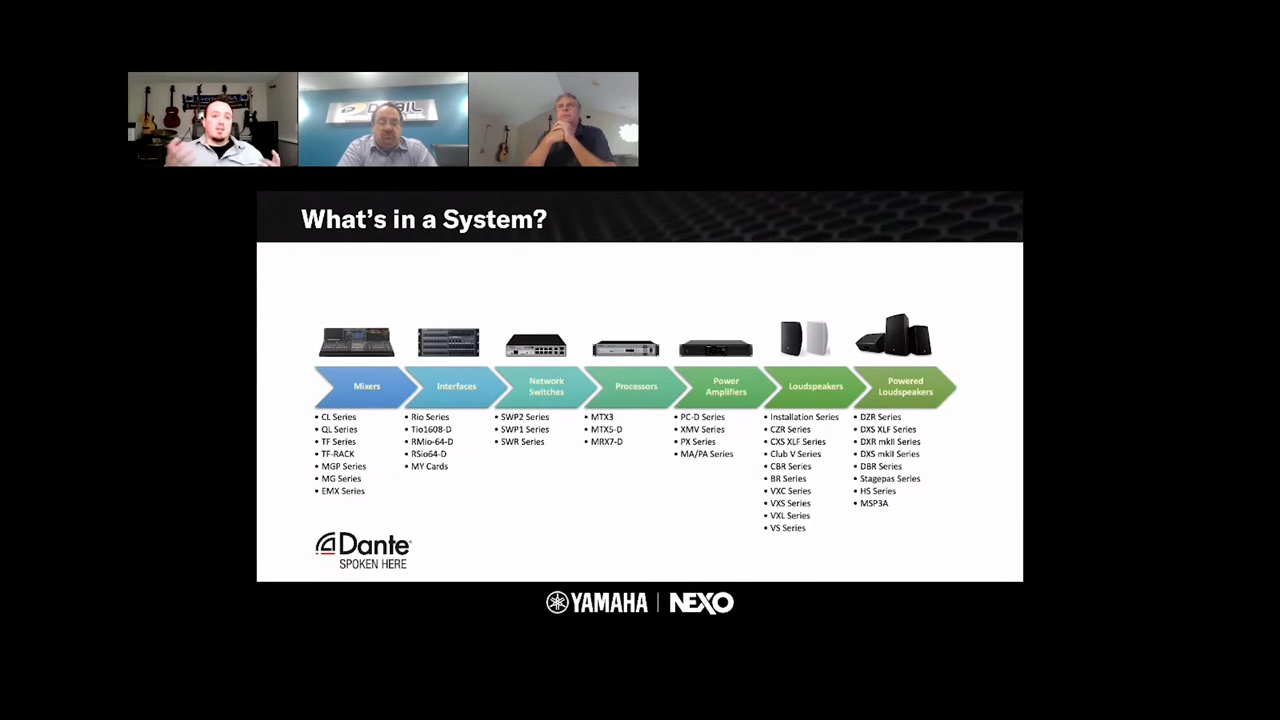 What's in a System?
Mixers
Interfaces
Network
Switches
Processors
Power
Amplifiers
Loudspeakers
Powered
Loudspeakers
• CL Series
• QL Series
• TF Series
• TF-RACK
• MGP Series
• MG Series
• EMX Series
• Rio Series
• Tio1608-D
• RMio-64-D
• RSio64-D
• MY Cards
• SWP2 Series
• SWP1 Series
• SWR Series
• MTX3
• MTX5-D
• MRX7-D
• PC-D Series
• XMV Series
• PX Series
• MA/PA Series
• Installation Series
• CZR Series
• CXS XLF Series
• Club V Series
• CBR Series
• BR Series
• VXC Series
• VXS Series
• VXL Series
• VS Series
• DZR Series
• DXS XLF Series
• DXR mkII Series
• DXS mkII Series
• DBR Series
• Stagepas Series
• HS Series
• MSP3A
Dante
SPOKEN HERE
YAMAHA | NEXO